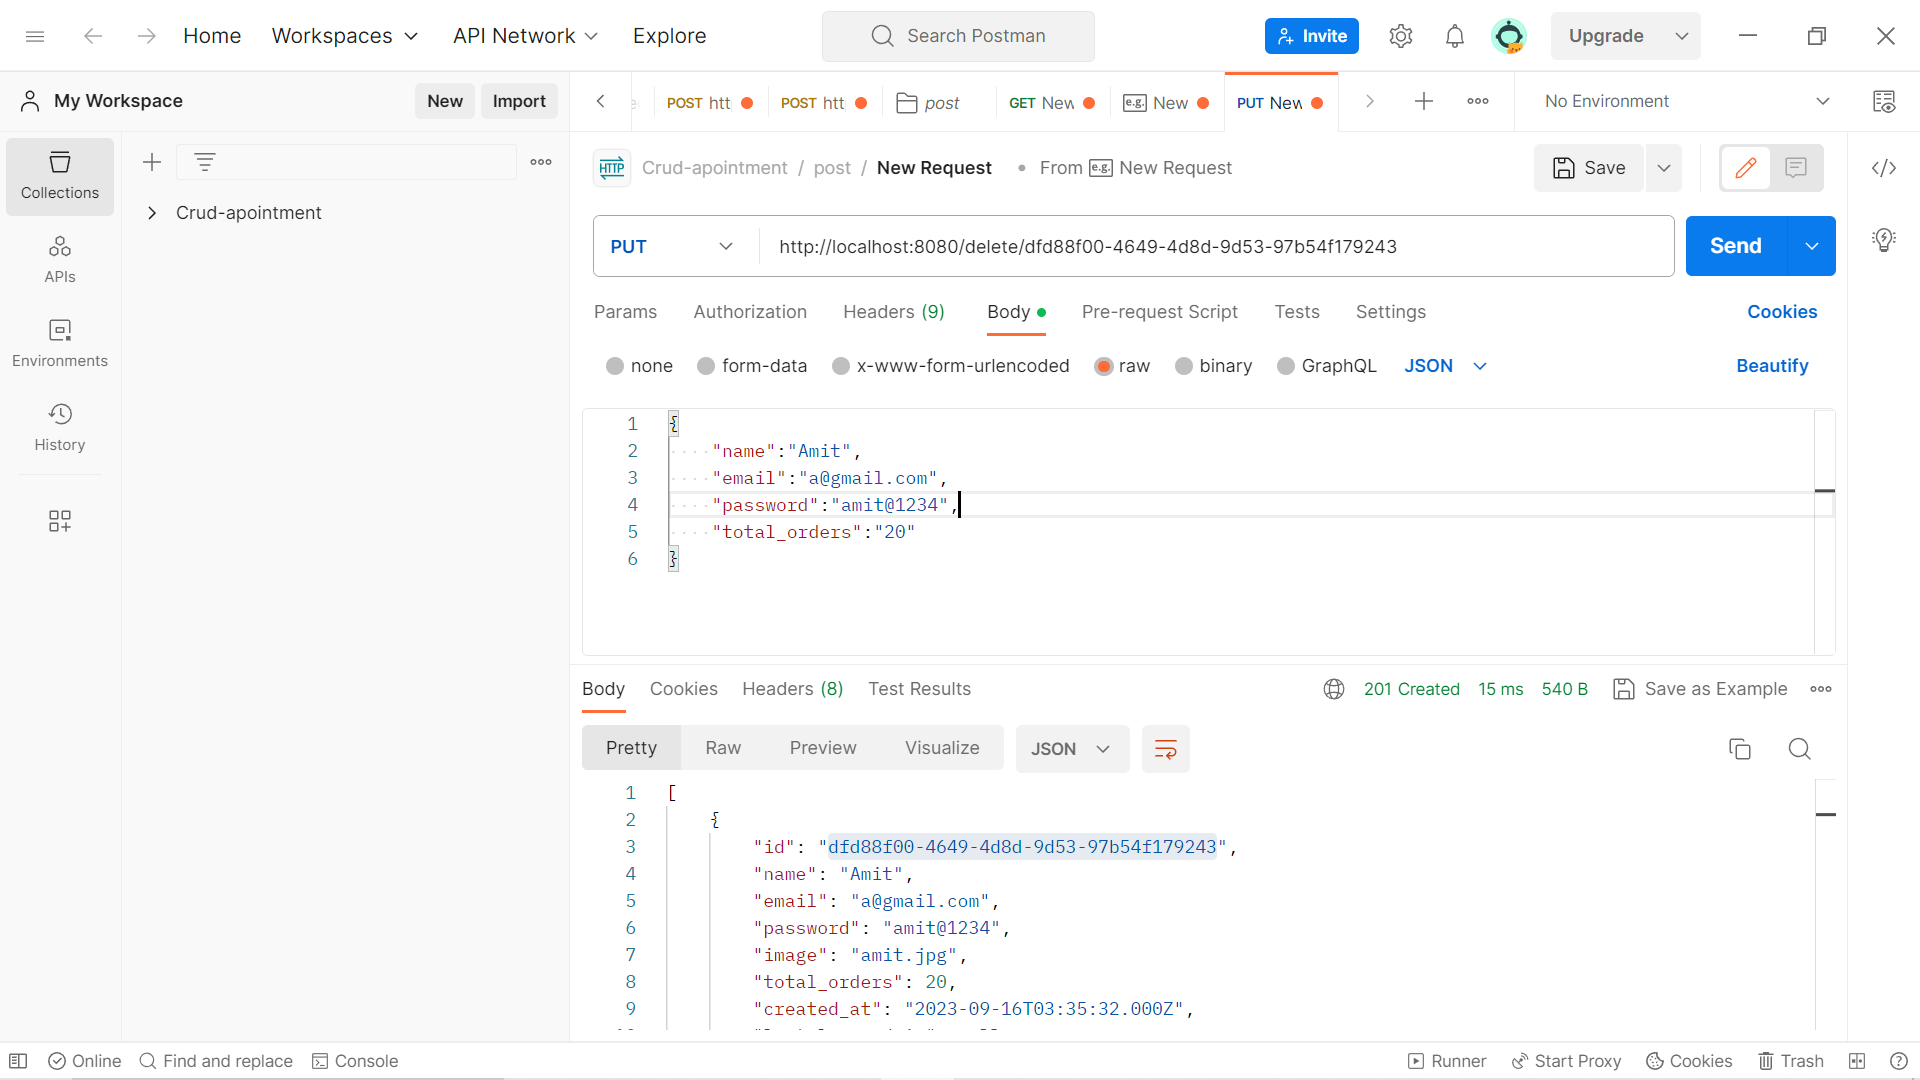 Home Workspaces API Network Explore Search Postman Invite Upgrade
My Workspace New Import
POST htt POST htt post GET New e.g. New PUT New No Environment
Collections
APIs
Environments
History
Crud-apointment
HTTP Crud-apointment / post / New Request • From e.g. New Request Save
PUT http://localhost:8080/delete/dfd88f00-4649-4d8d-9d53-97b54f179243 Send
Params Authorization Headers (9) Body Pre-request Script Tests Settings Cookies
none form-data x-www-form-urlencoded raw binary GraphQL JSON Beautify
1 {
2 "name":"Amit",
3 "email":"a@gmail.com",
4 "password":"amit@1234",
5 "total_orders":"20"
6 }
Body Cookies Headers (8) Test Results 201 Created 15 ms 540 B Save as Example
Pretty Raw Preview Visualize JSON
1 [
2 {
3 "id": "dfd88f00-4649-4d8d-9d53-97b54f179243",
4 "name": "Amit",
5 "email": "a@gmail.com",
6 "password": "amit@1234",
7 "image": "amit.jpg",
8 "total_orders": 20,
9 "created_at": "2023-09-16T03:35:32.000Z",
Online Find and replace Console Runner Start Proxy Cookies Trash